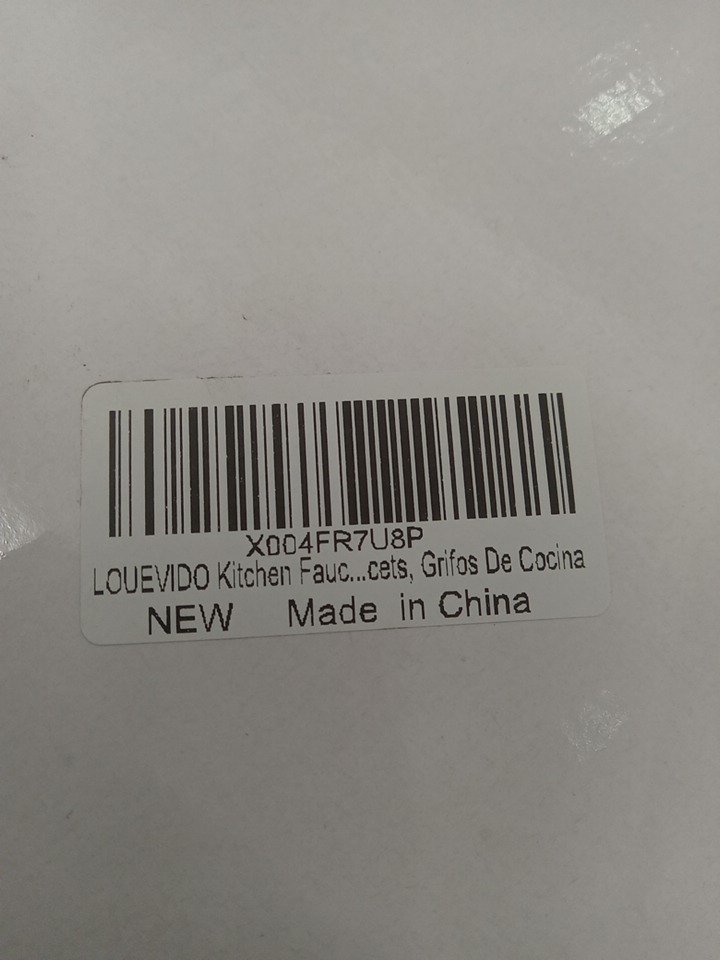 X004FR7U8P
LOUEVIDO Kitchen Fauc...cets, Grifos De Cocina
NEW Made in China